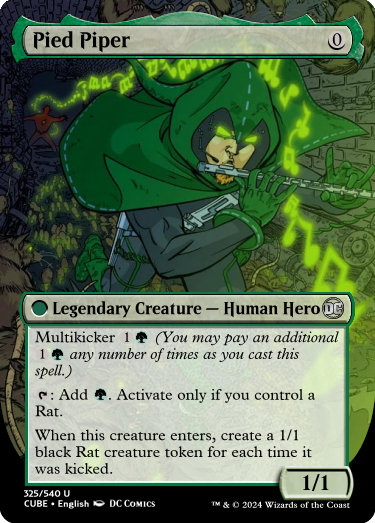 Pied Piper 0
Legendary Creature — Human Hero DC
Multikicker 1 (You may pay an additional
1 any number of times as you cast this
spell.)
: Add . Activate only if you control a
Rat.
When this creature enters, create a 1/1
black Rat creature token for each time it
was kicked.
1/1
325/540 U
CUBE • English DC COMICS
™ & © 2024 Wizards of the Coast